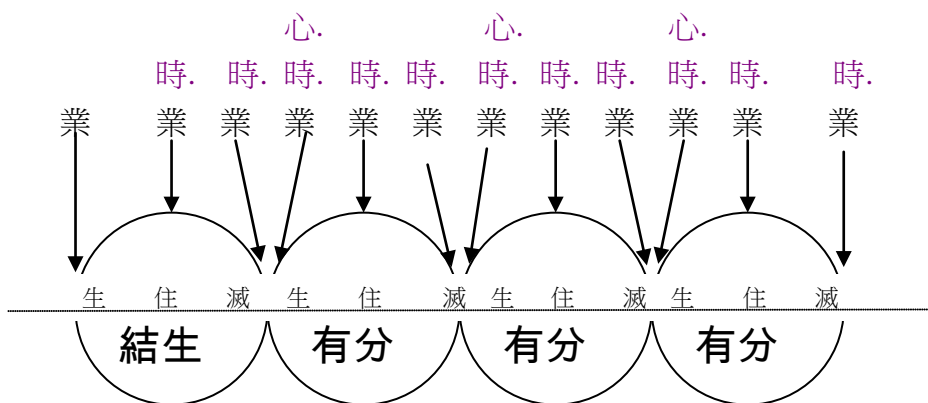 心. 心. 心.
時. 時. 時. 時. 時. 時. 時. 時. 時. 時. 時.
業 業 業 業 業 業 業 業 業 業 業 業
生 住 滅 生 住 滅 生 住 滅 生 住 滅
結生 有分 有分 有分